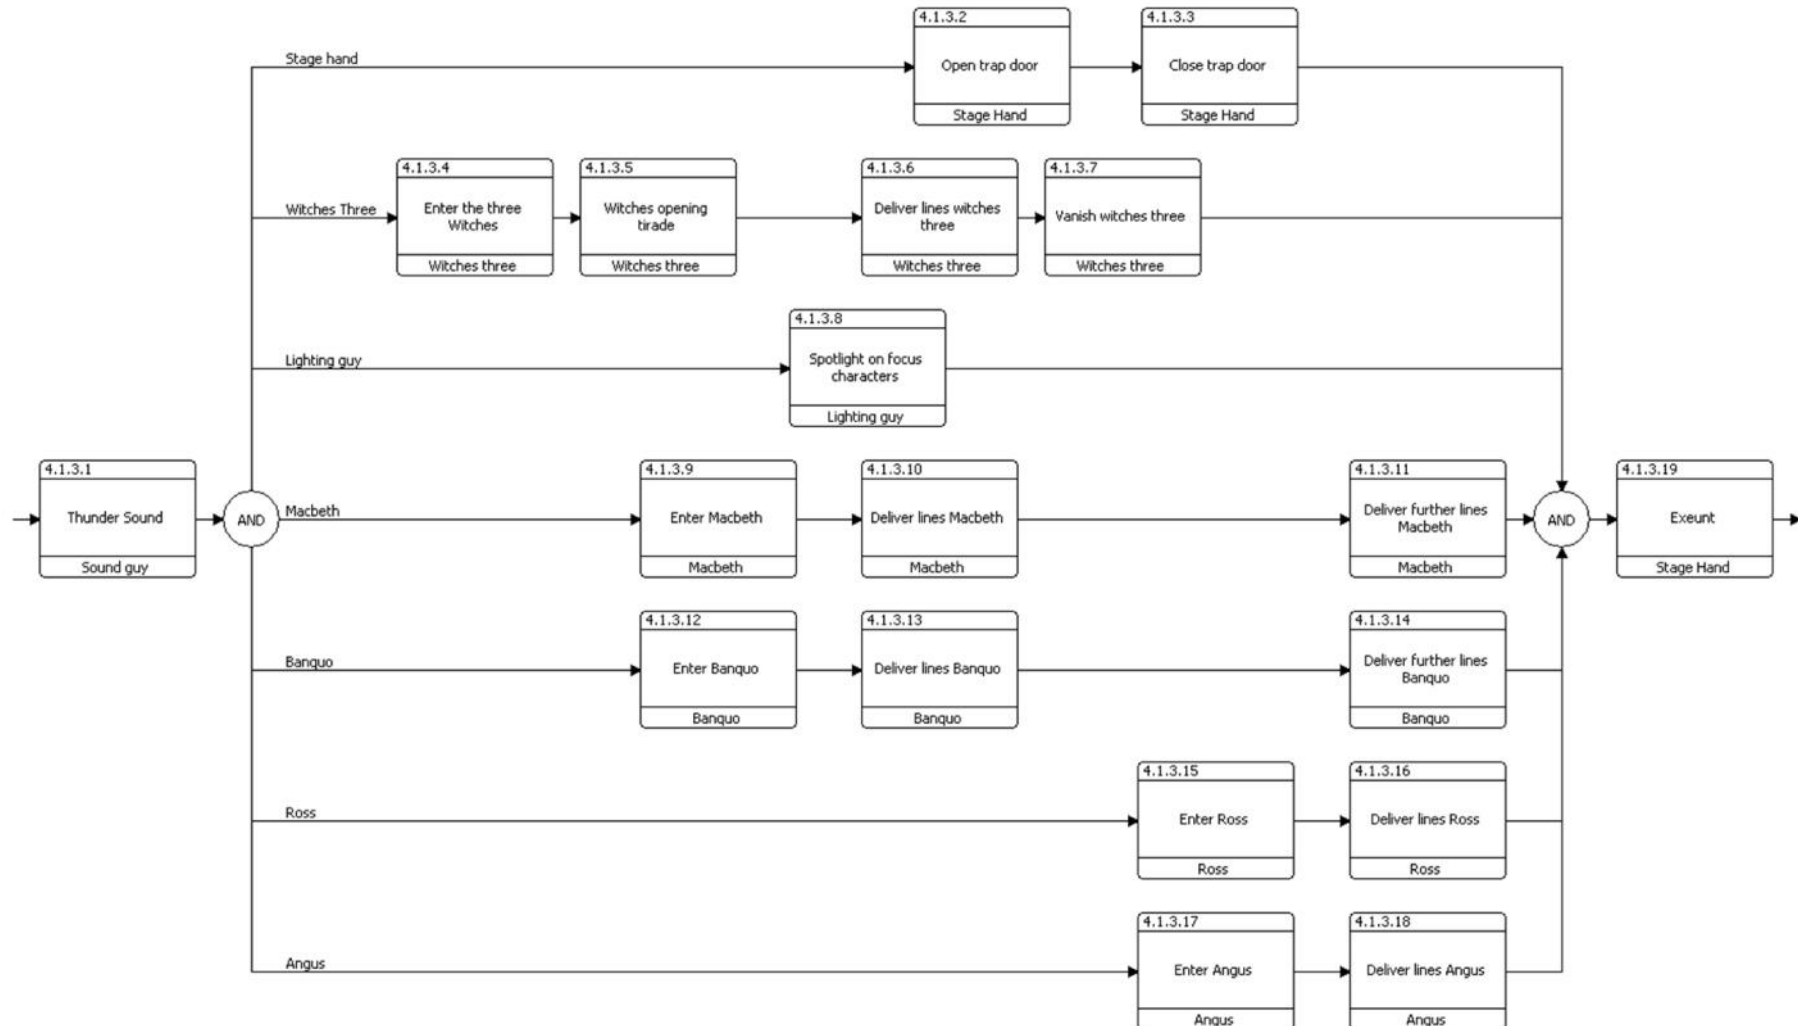 4.1.3.2
Open trap door
Stage Hand
4.1.3.3
Close trap door
Stage Hand
Stage hand
4.1.3.4
Enter the three
Witches
Witches three
4.1.3.5
Witches opening
tirade
Witches three
4.1.3.6
Deliver lines witches
three
Witches three
4.1.3.7
Vanish witches three
Witches three
Witches Three
4.1.3.8
Spotlight on focus
characters
Lighting guy
Lighting guy
4.1.3.1
Thunder Sound
Sound guy
AND
Macbeth
4.1.3.9
Enter Macbeth
Macbeth
4.1.3.10
Deliver lines Macbeth
Macbeth
4.1.3.11
Deliver further lines
Macbeth
Macbeth
AND
4.1.3.19
Exeunt
Stage Hand
Banquo
4.1.3.12
Enter Banquo
Banquo
4.1.3.13
Deliver lines Banquo
Banquo
4.1.3.14
Deliver further lines
Banquo
Banquo
Ross
4.1.3.15
Enter Ross
Ross
4.1.3.16
Deliver lines Ross
Ross
Angus
4.1.3.17
Enter Angus
Angus
4.1.3.18
Deliver lines Angus
Angus